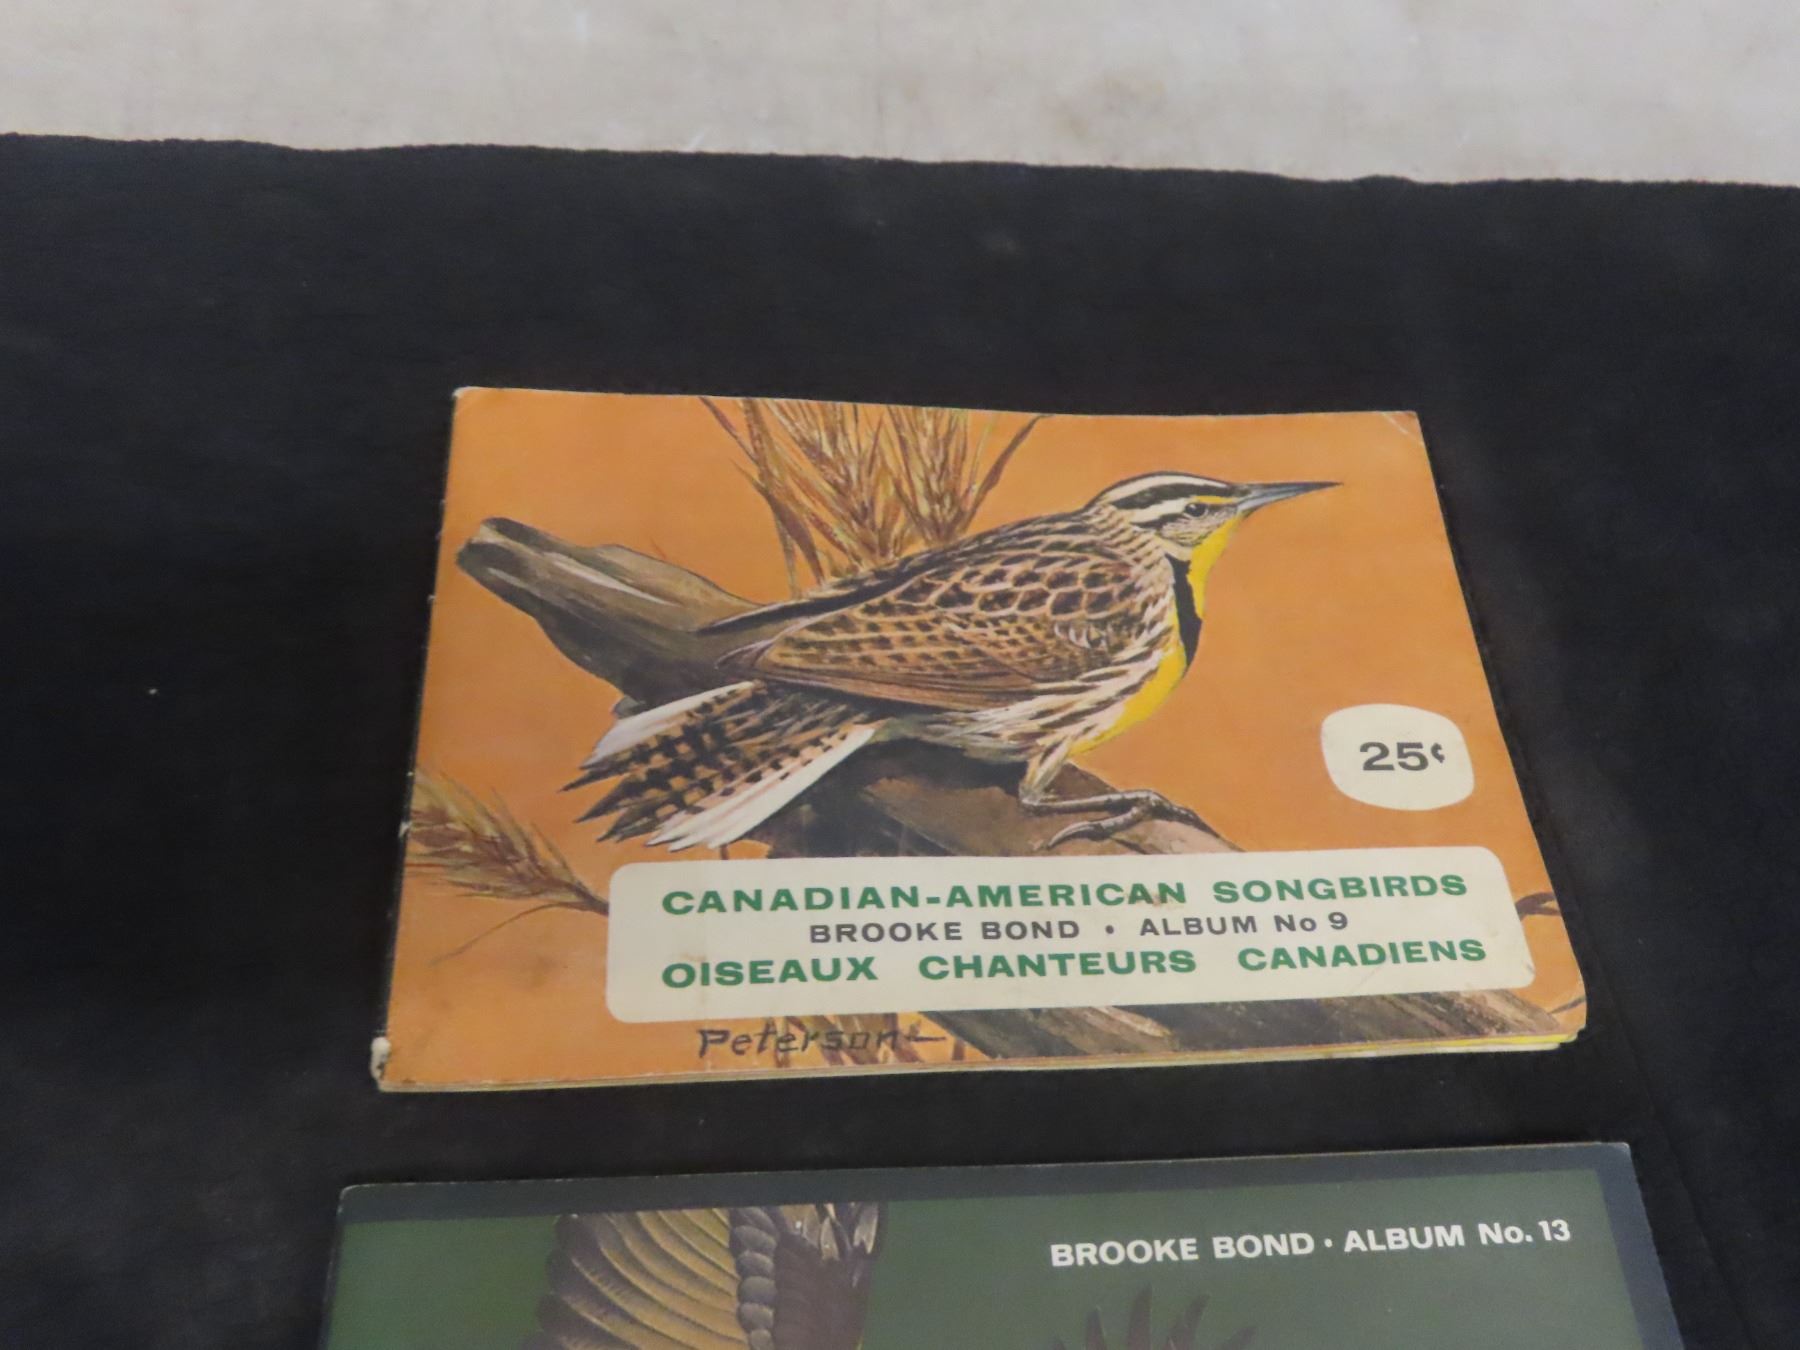 25¢
CANADIAN-AMERICAN SONGBIRDS
BROOKE BOND • ALBUM No 9
OISEAUX CHANTEURS CANADIENS
Peterson
BROOKE BOND • ALBUM No. 13